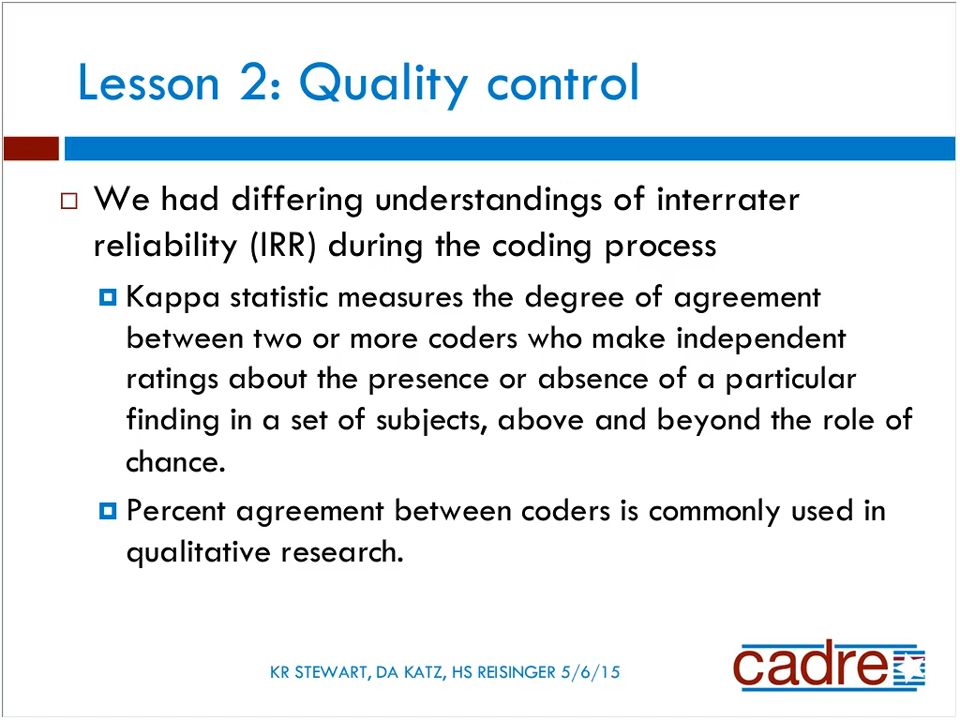 Lesson 2: Quality control
We had differing understandings of interrater
reliability (IRR) during the coding process
Kappa statistic measures the degree of agreement
between two or more coders who make independent
ratings about the presence or absence of a particular
finding in a set of subjects, above and beyond the role of
chance.
Percent agreement between coders is commonly used in
qualitative research.
KR STEWART, DA KATZ, HS REISINGER 5/6/15
cadre